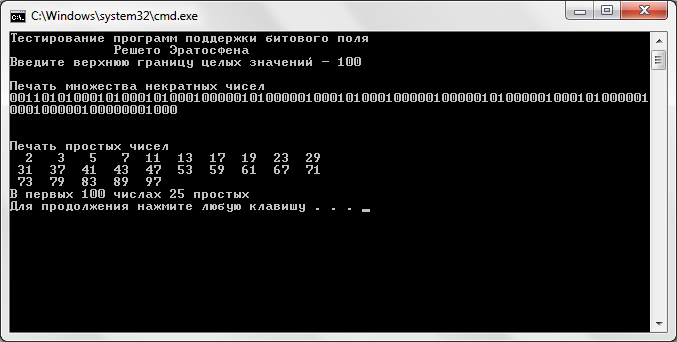 C:\Windows\system32\cmd.exe
Тестирование программ поддержки битового поля
Решето Эратосфена
Введите верхнюю границу целых значений - 100
Печать множества некратных чисел
00110101000101000101000100000101000001000101000100000100000101000001000101000001
000100000100000001000
Печать простых чисел
2 3 5 7 11 13 17 19 23 29
31 37 41 43 47 53 59 61 67 71
73 79 83 89 97
В первых 100 числах 25 простых
Для продолжения нажмите любую клавишу . . . _